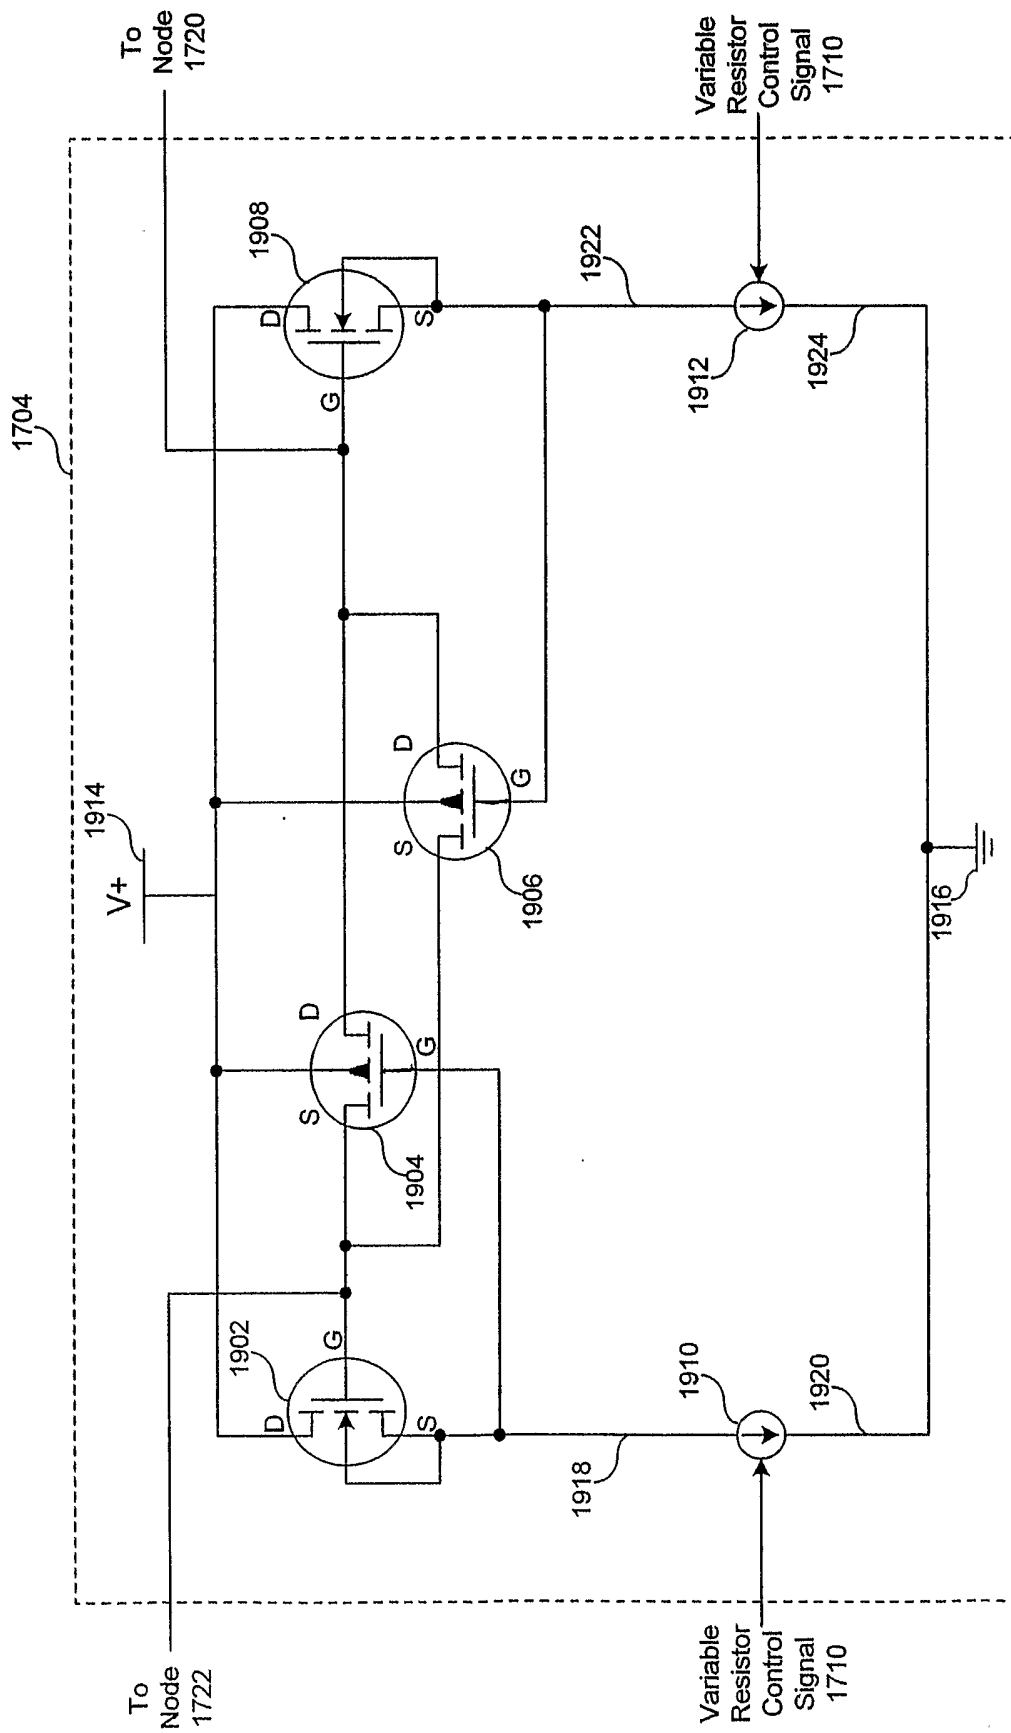 1704
To
Node
1722
To
Node
1720
V+
1914
1902
D
G
S
1904
S
D
G
1906
S
D
G
1908
D
G
S
1918
1910
1920
1922
1912
1924
1916
Variable
Resistor
Control
Signal
1710
Variable
Resistor
Control
Signal
1710